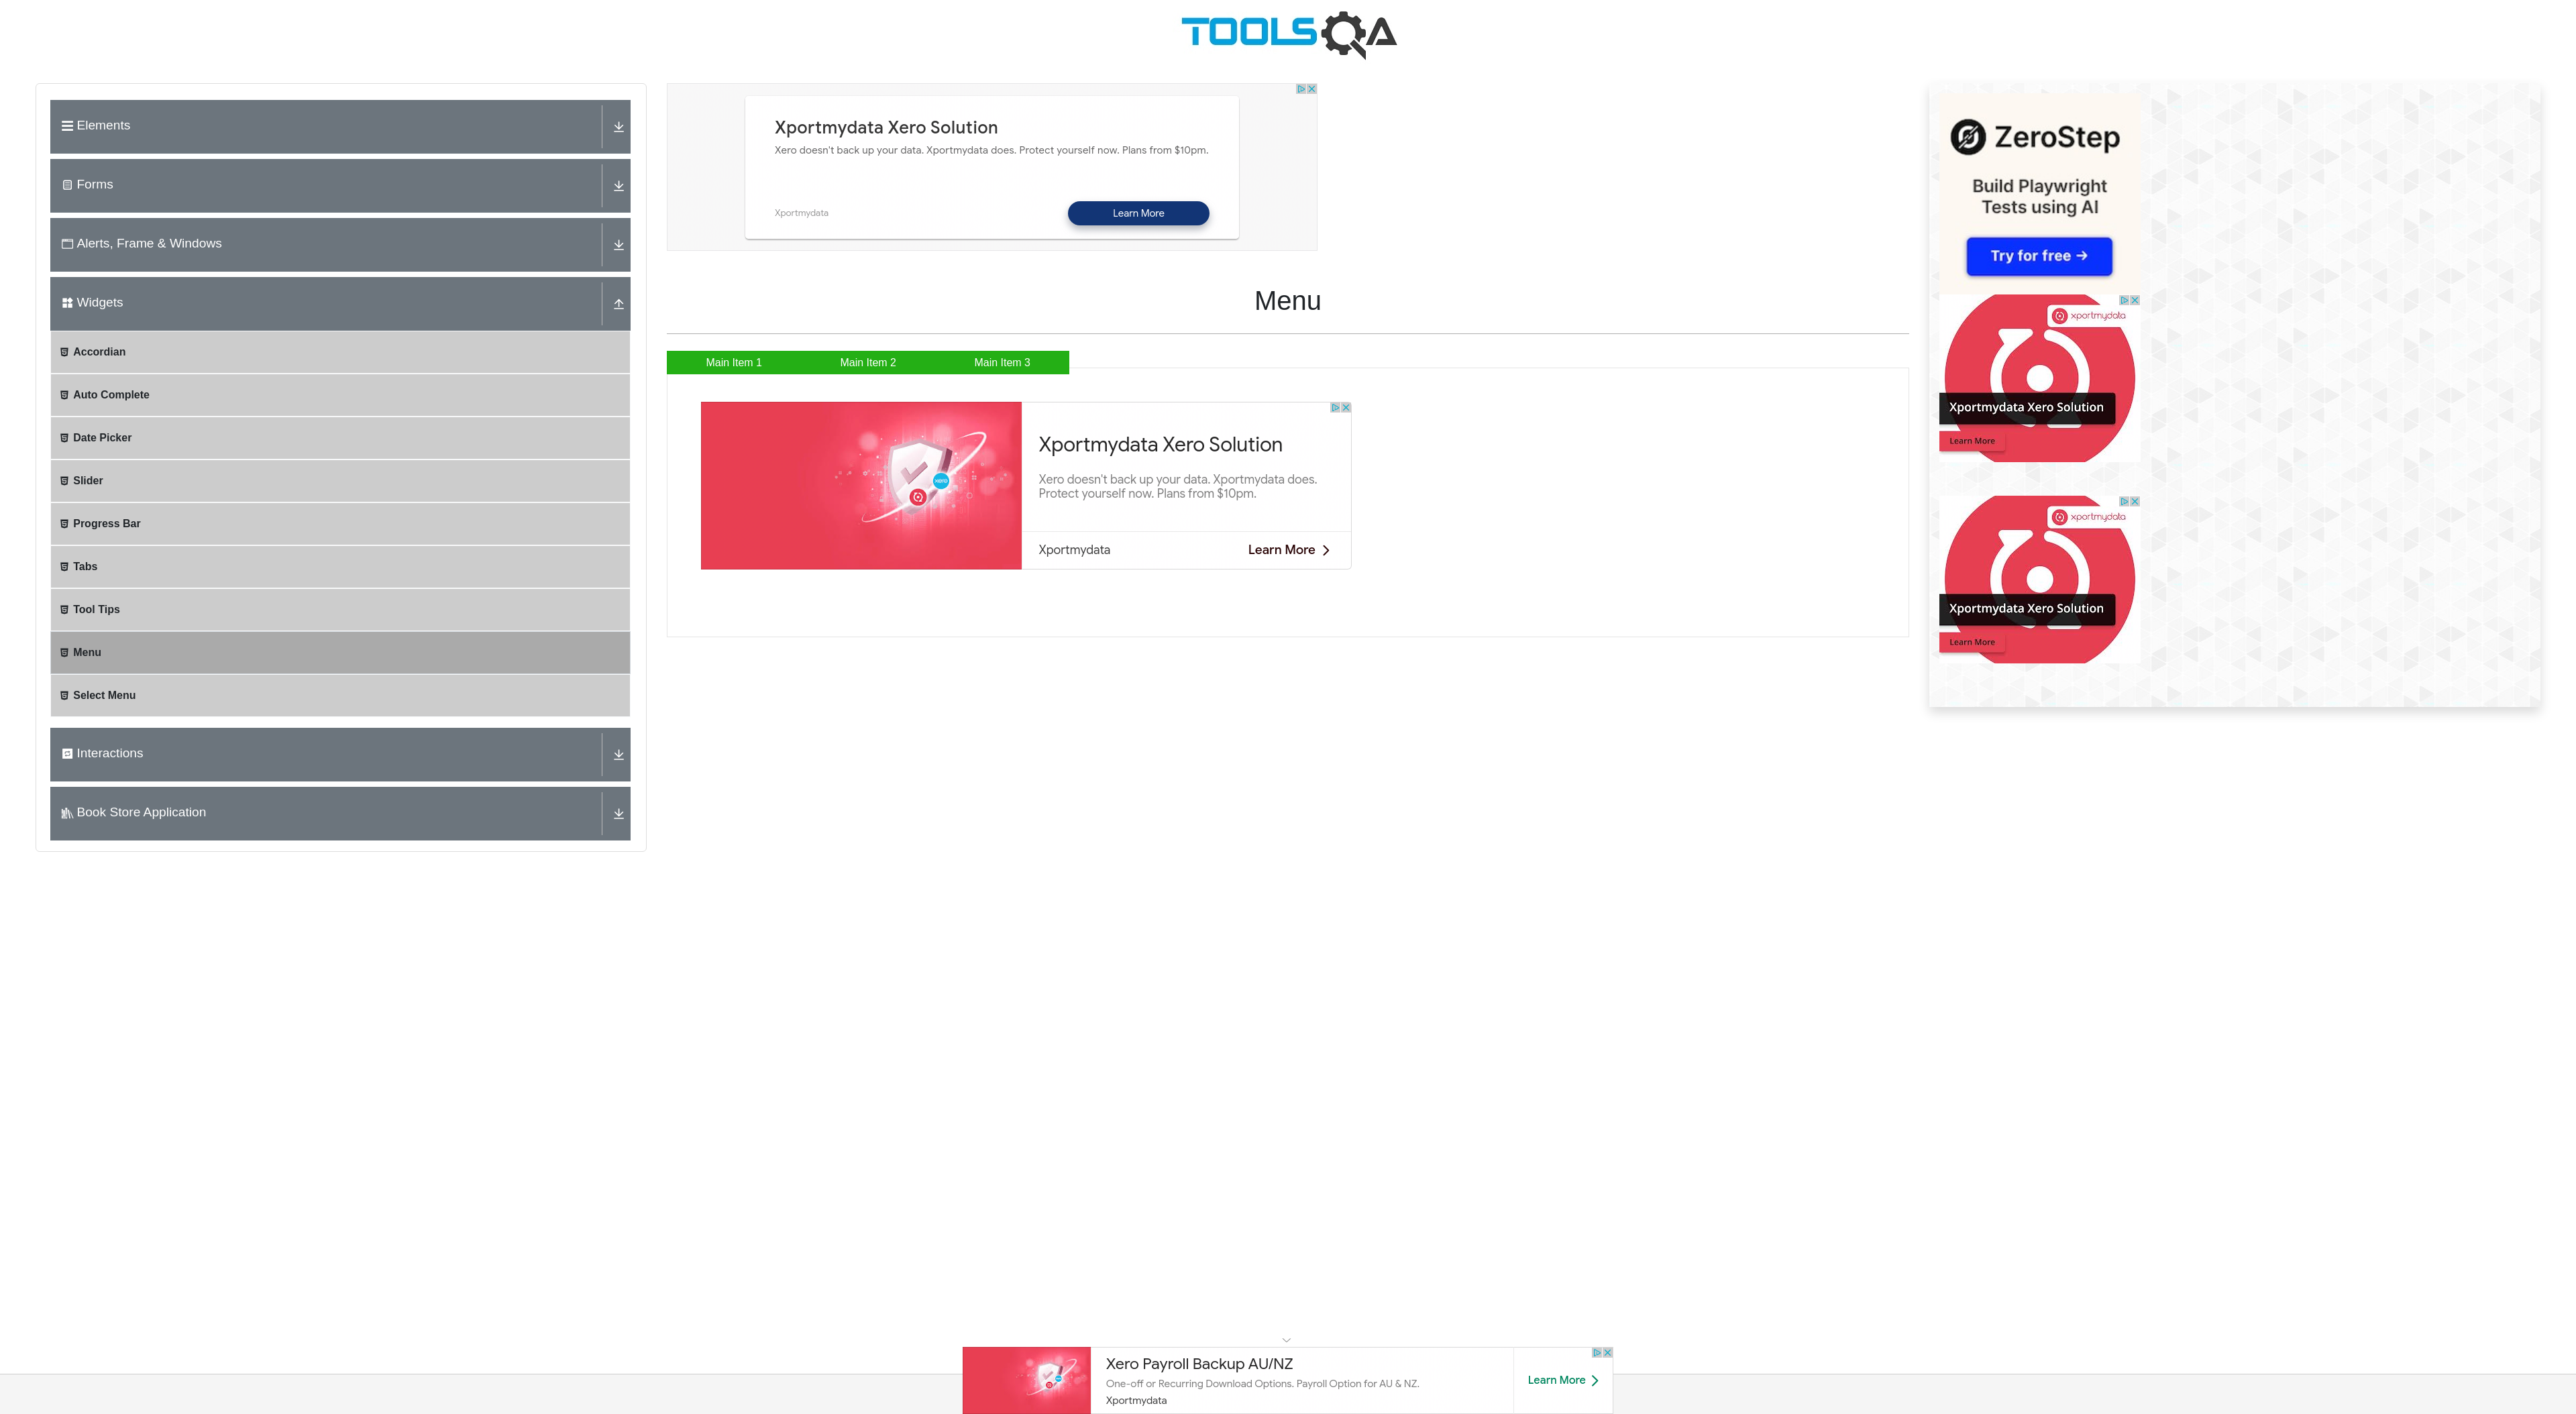 TOOLSQA
Elements
Forms
Alerts, Frame & Windows
Widgets
Accordian
Auto Complete
Date Picker
Slider
Progress Bar
Tabs
Tool Tips
Menu
Select Menu
Interactions
Book Store Application
Xportmydata Xero Solution
Xero doesn't back up your data. Xportmydata does. Protect yourself now. Plans from $10pm.
Xportmydata
Learn More
Menu
Main Item 1
Main Item 2
Main Item 3
xero
Xportmydata Xero Solution
Xero doesn't back up your data. Xportmydata does.
Protect yourself now. Plans from $10pm.
Xportmydata
Learn More
ZeroStep
Build Playwright
Tests using AI
Try for free →
xportmydata
Xportmydata Xero Solution
Learn More
xportmydata
Xportmydata Xero Solution
Learn More
Xero Payroll Backup AU/NZ
One-off or Recurring Download Options. Payroll Option for AU & NZ.
Xportmydata
Learn More